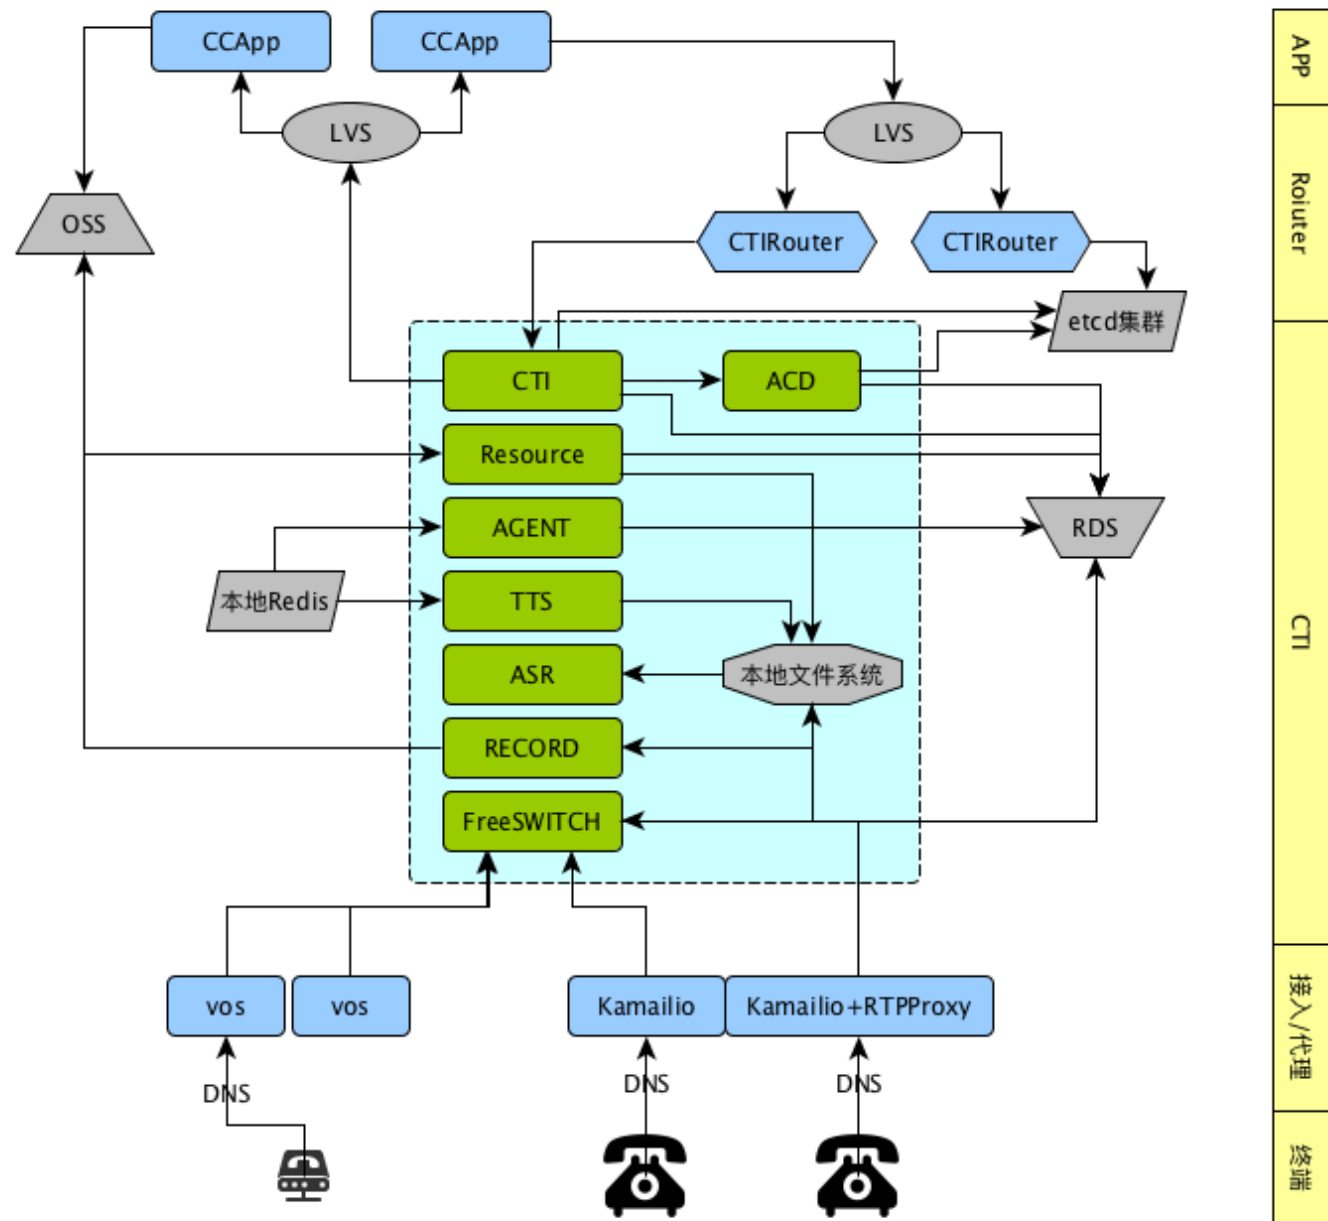 CCApp
CCApp
APP
LVS
LVS
OSS
CTIRouter
CTIRouter
Roiuter
etcd集群
CTI
ACD
Resource
AGENT
RDS
本地Redis
TTS
CTI
ASR
本地文件系统
RECORD
FreeSWITCH
vos
vos
Kamailio
Kamailio+RTPProxy
接入/代理
DNS
DNS
DNS
终端